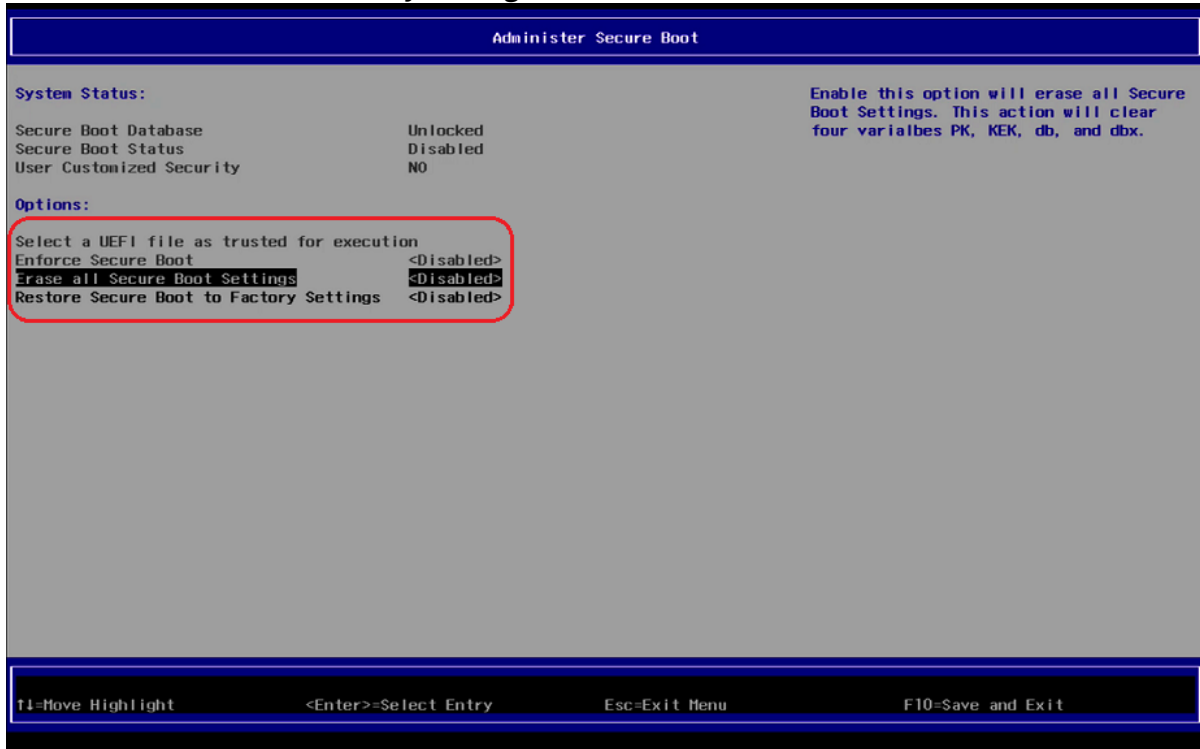 Administer Secure Boot
System Status:
Secure Boot Database Unlocked
Secure Boot Status Disabled
User Customized Security NO
Options:
Select a UEFI file as trusted for execution
Enforce Secure Boot <Disabled>
Erase all Secure Boot Settings <Disabled>
Restore Secure Boot to Factory Settings <Disabled>
Enable this option will erase all Secure
Boot Settings. This action will clear
four varialbes PK, KEK, db, and dbx.
↑↓=Move Highlight <Enter>=Select Entry Esc=Exit Menu F10=Save and Exit